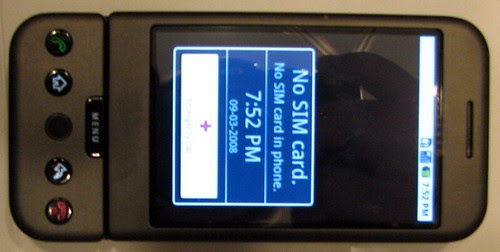 7:52 PM
No SIM card.
No SIM card in phone.
7:52 PM
09-03-2008
MENU